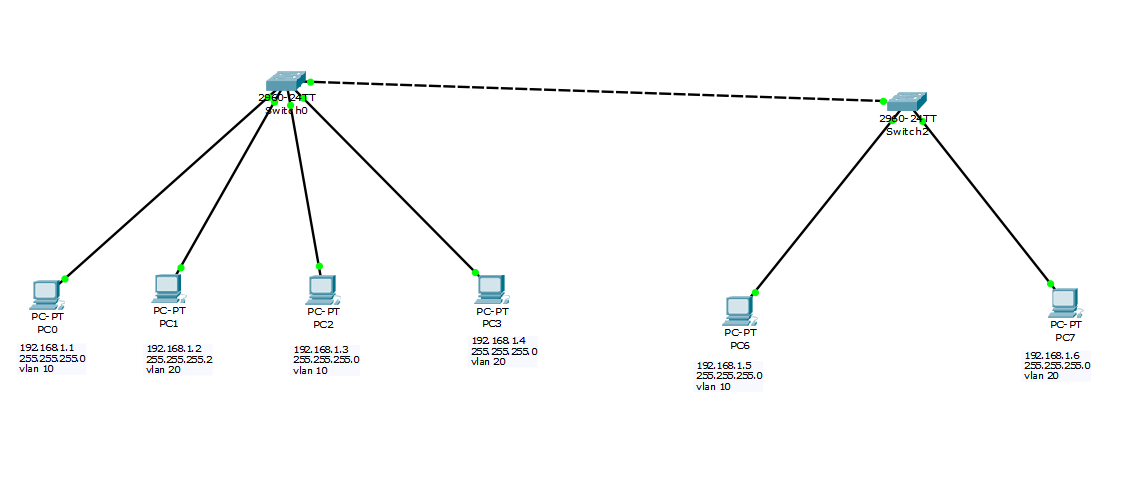 2960-24TT
Switch0
2960-24TT
Switch2
PC-PT
PC0
192.168.1.1
255.255.255.0
vlan 10
PC-PT
PC1
192.168.1.2
255.255.255.2
vlan 20
PC-PT
PC2
192.168.1.3
255.255.255.0
vlan 10
PC-PT
PC3
192.168.1.4
255.255.255.0
vlan 20
PC-PT
PC6
192.168.1.5
255.255.255.0
vlan 10
PC-PT
PC7
192.168.1.6
255.255.255.0
vlan 20